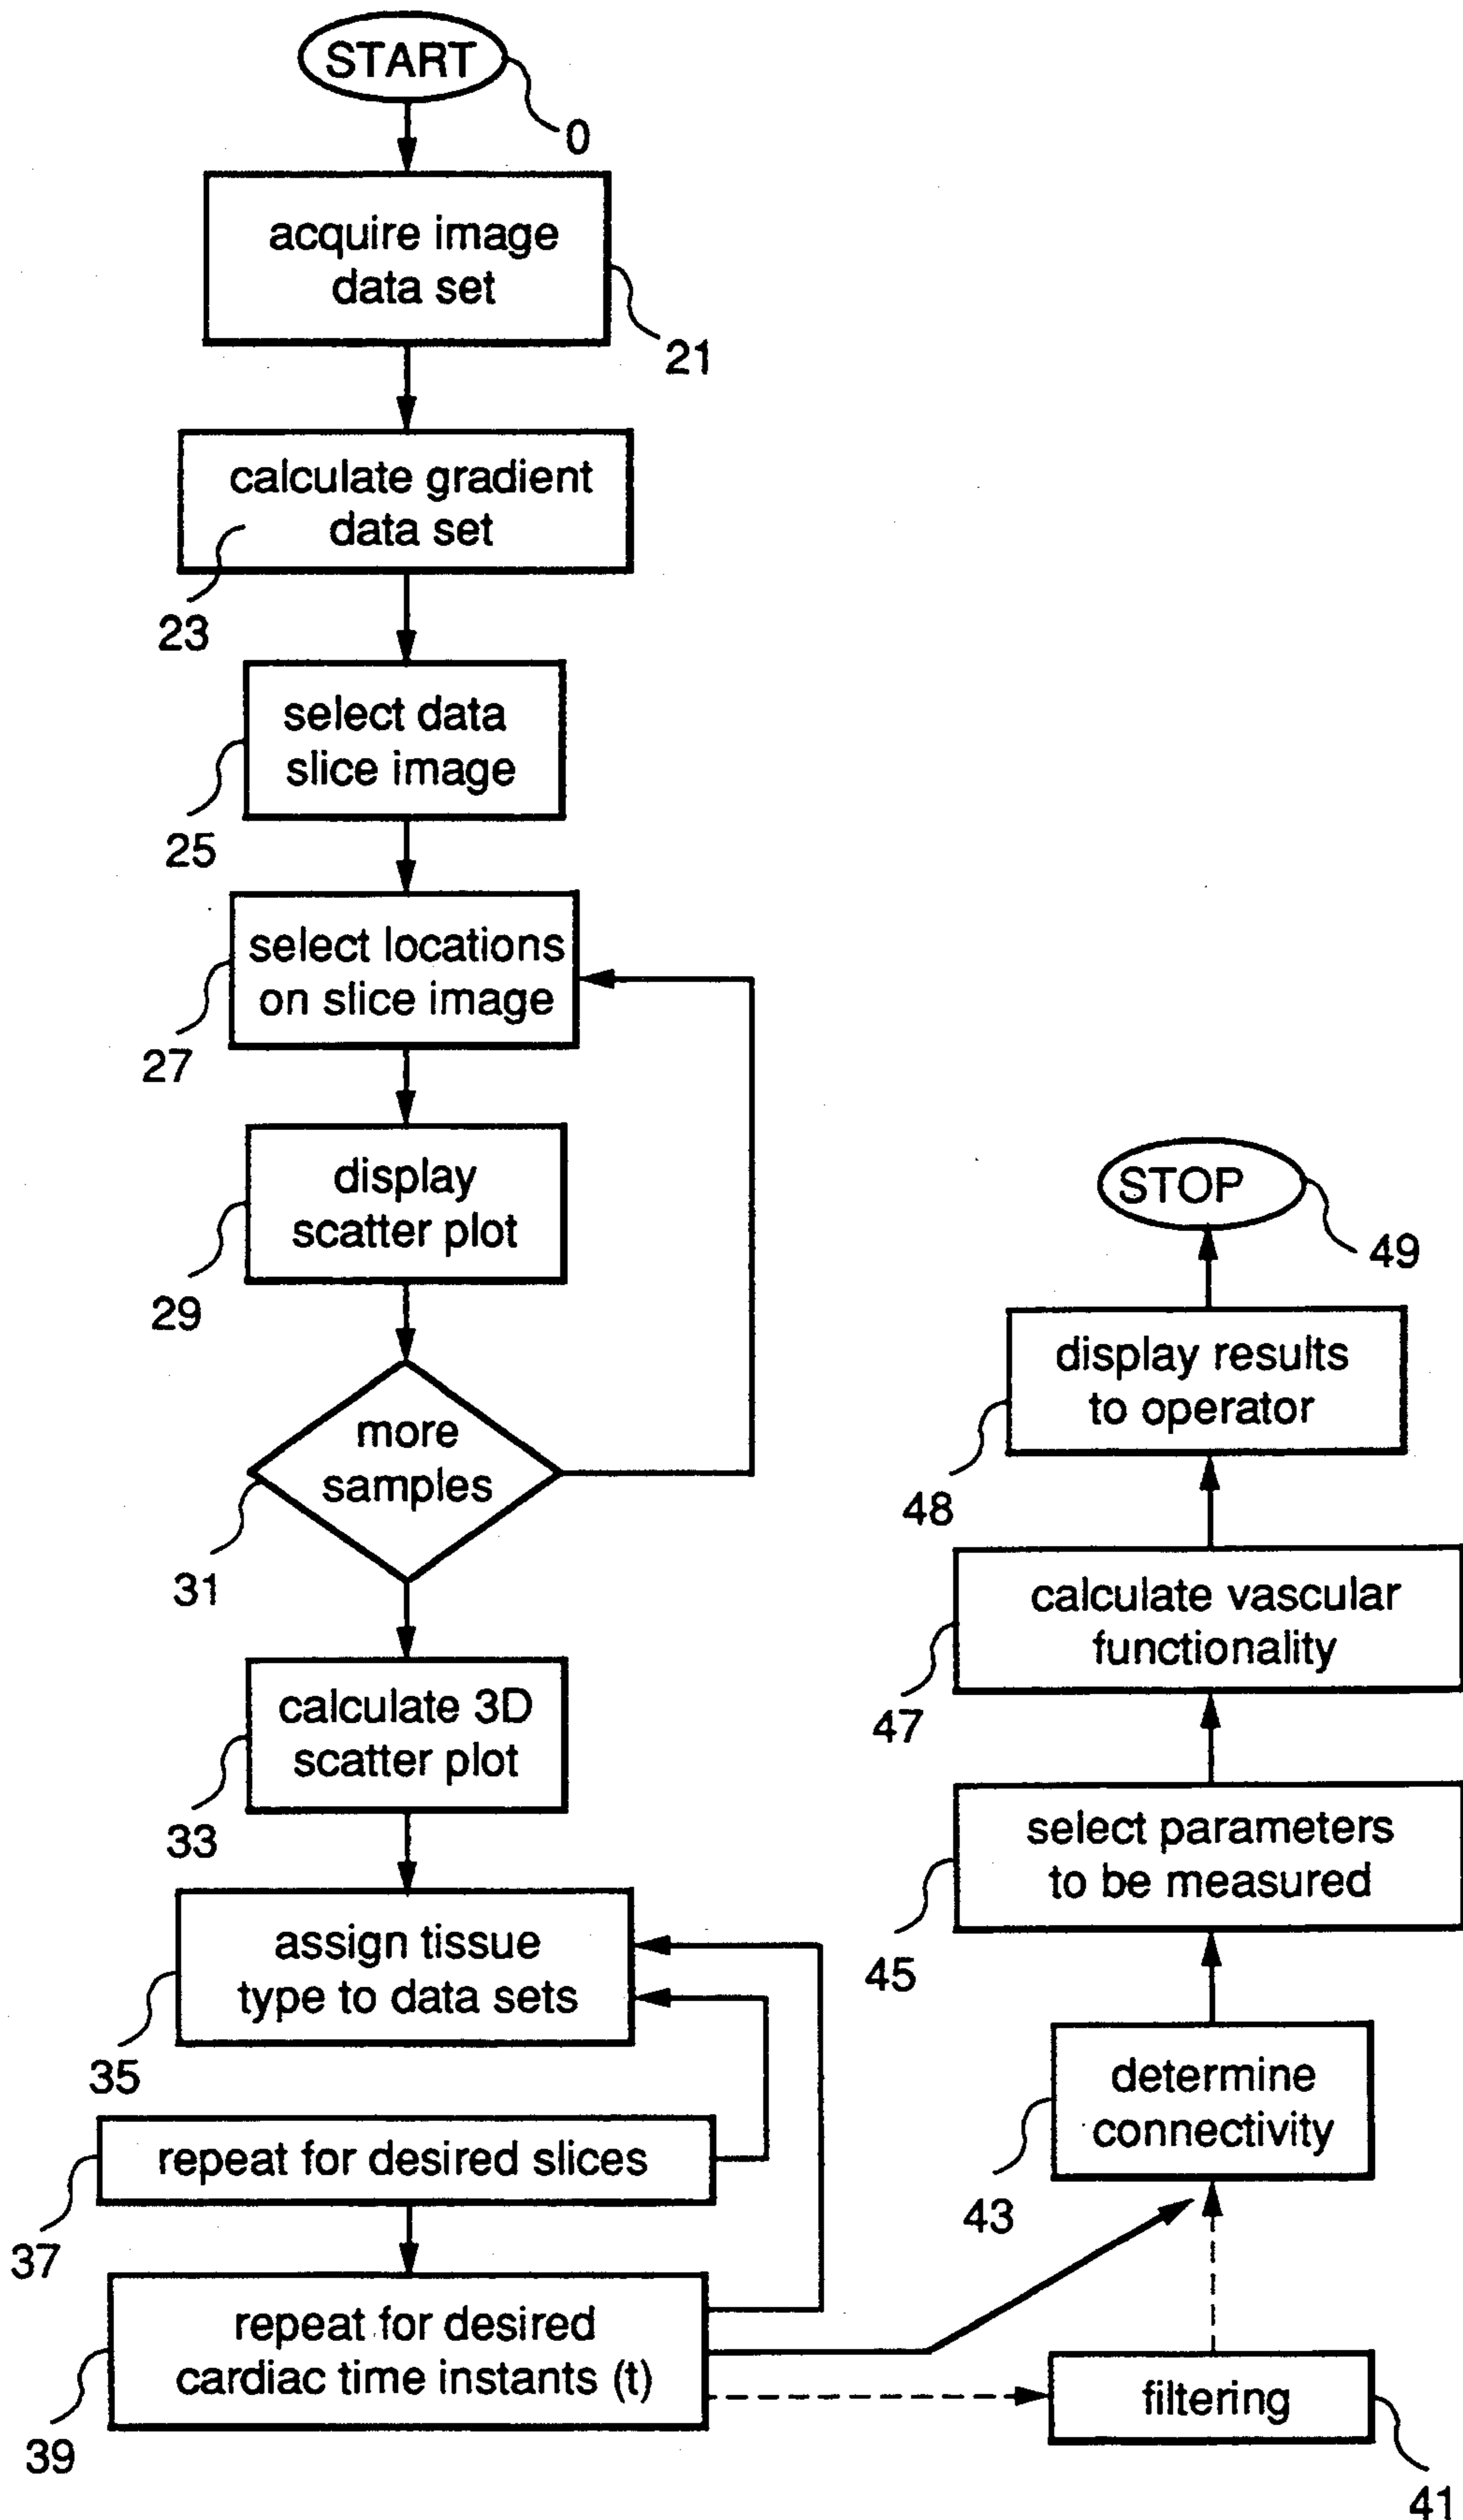 START
0
acquire image
data set
21
calculate gradient
data set
23
select data
slice image
25
select locations
on slice image
27
display
scatter plot
29
more
samples
31
calculate 3D
scatter plot
33
assign tissue
type to data sets
35
repeat for desired slices
37
repeat for desired
cardiac time instants (t)
39
filtering
41
determine
connectivity
43
select parameters
to be measured
45
calculate vascular
functionality
47
display results
to operator
48
STOP
49